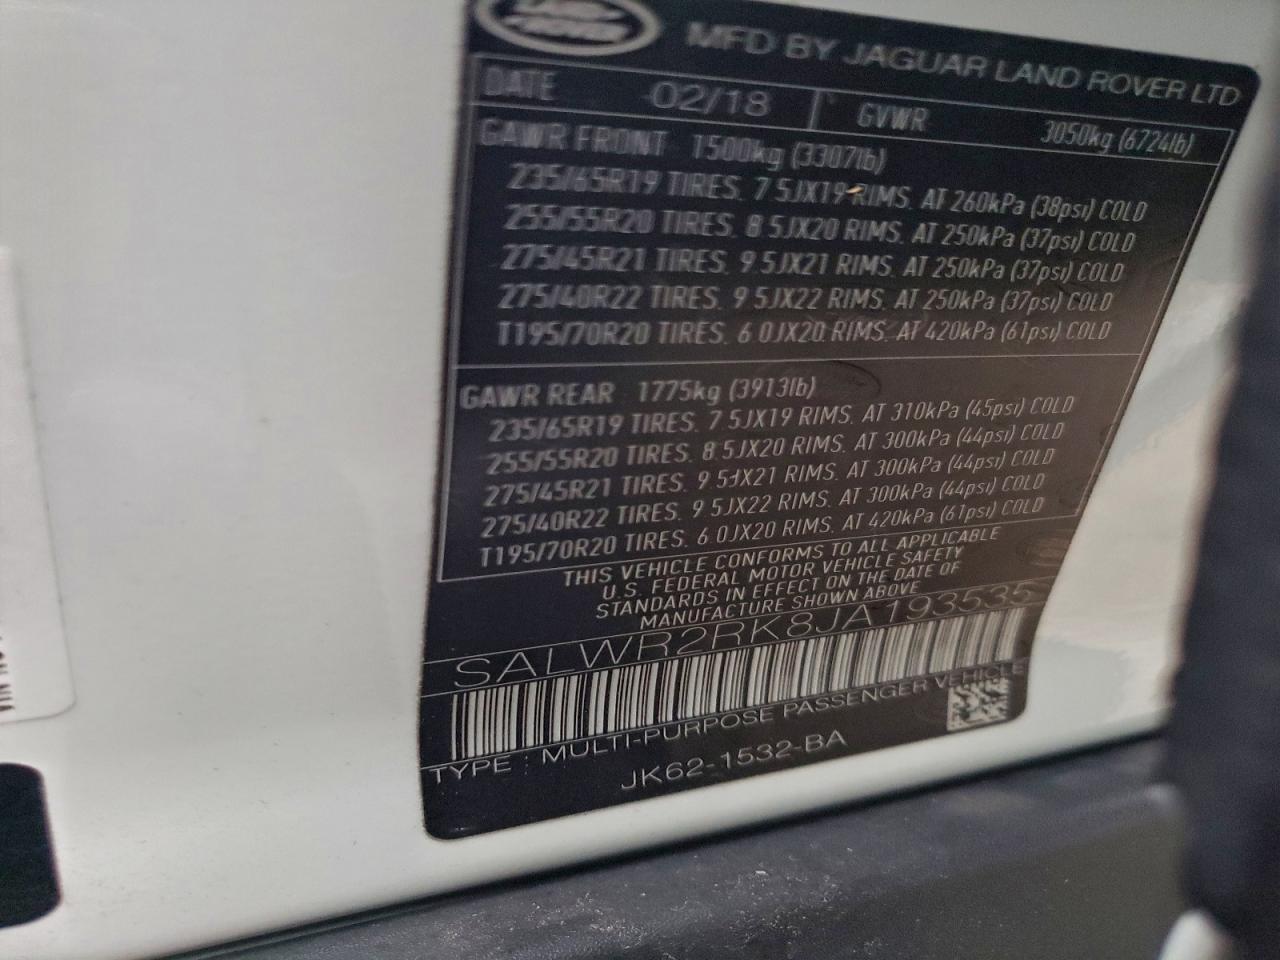 LAND ROVER
MFD BY JAGUAR LAND ROVER LTD
DATE 02/18 GVWR 3050kg (6724lb)
GAWR FRONT 1500kg (3307lb)
235/65R19 TIRES. 7 5JX19 RIMS. AT 260kPa (38psi) COLD
255/55R20 TIRES. 8 5JX20 RIMS. AT 250kPa (37psi) COLD
275/45R21 TIRES. 9 5JX21 RIMS. AT 250kPa (37psi) COLD
275/40R22 TIRES. 9 5JX22 RIMS. AT 250kPa (37psi) COLD
T195/70R20 TIRES. 6 0JX20 RIMS. AT 420kPa (61psi) COLD
GAWR REAR 1775kg (3913lb)
235/65R19 TIRES. 7 5JX19 RIMS. AT 310kPa (45psi) COLD
255/55R20 TIRES. 8 5JX20 RIMS. AT 300kPa (44psi) COLD
275/45R21 TIRES. 9 5JX21 RIMS. AT 300kPa (44psi) COLD
275/40R22 TIRES. 9 5JX22 RIMS. AT 300kPa (44psi) COLD
T195/70R20 TIRES. 6 0JX20 RIMS. AT 420kPa (61psi) COLD
THIS VEHICLE CONFORMS TO ALL APPLICABLE
U.S. FEDERAL MOTOR VEHICLE SAFETY
STANDARDS IN EFFECT ON THE DATE OF
MANUFACTURE SHOWN ABOVE
SALWR2RK8JA193535
TYPE : MULTI-PURPOSE PASSENGER VEHICLE
JK62-1532-BA